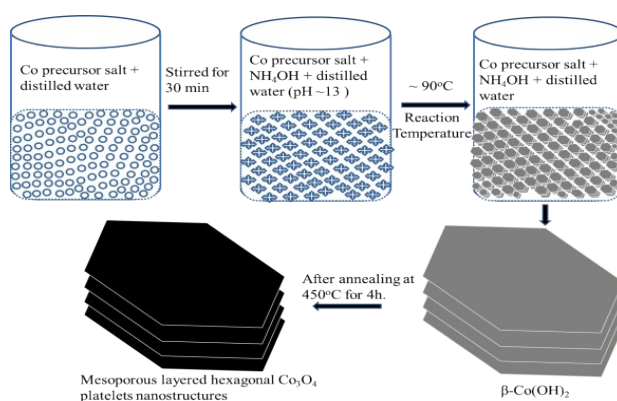 Co precursor salt +
distilled water
Stirred for
30 min
Co precursor salt +
NH₄OH + distilled
water (pH ~13 )
~ 90°C
Reaction
Temperature
Co precursor salt +
NH₄OH + distilled
water
After annealing at
450°C for 4h.
Mesoporous layered hexagonal Co₃O₄
platelets nanostructures
β-Co(OH)₂